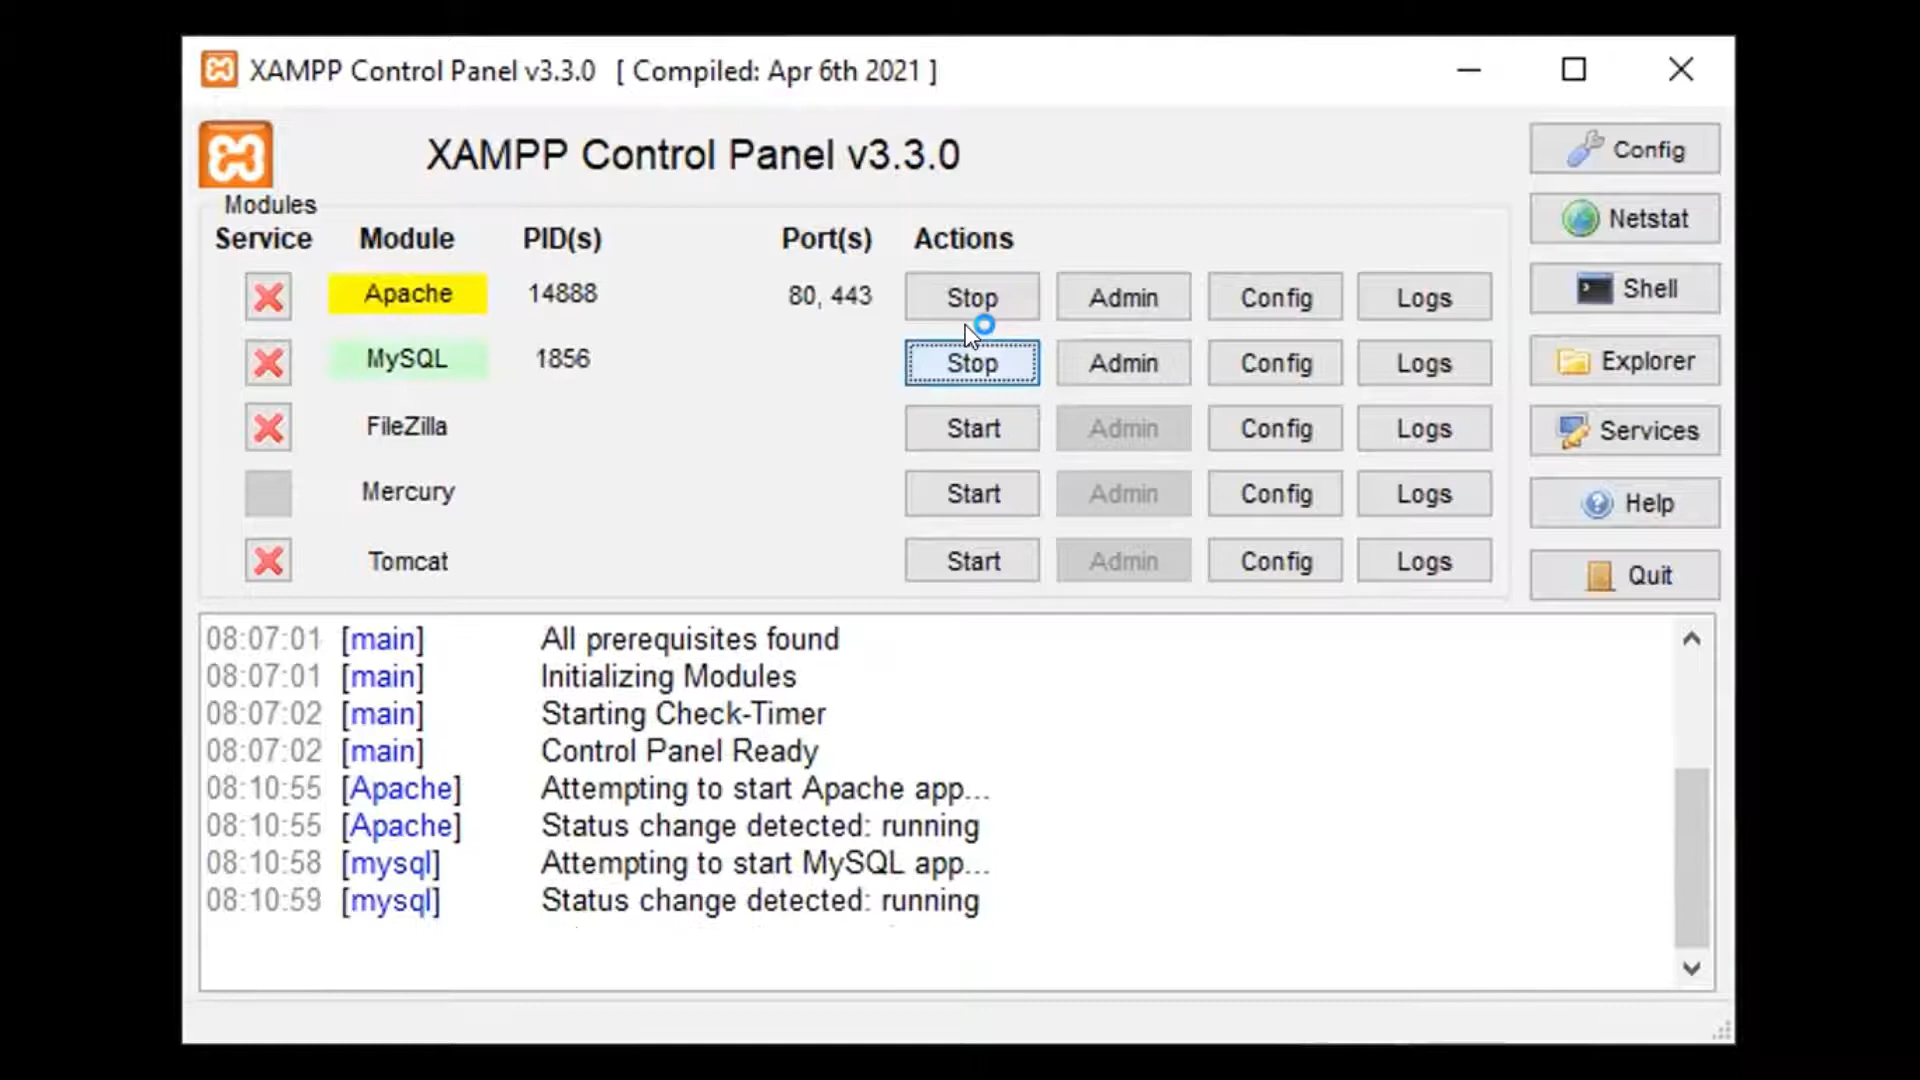 XAMPP Control Panel v3.3.0 [ Compiled: Apr 6th 2021 ]
XAMPP Control Panel v3.3.0
Config
Modules
Service Module PID(s) Port(s) Actions
Netstat
Apache 14888 80, 443 Stop Admin Config Logs
Shell
MySQL 1856 Stop Admin Config Logs
Explorer
FileZilla Start Admin Config Logs
Services
Mercury Start Admin Config Logs
Help
Tomcat Start Admin Config Logs
Quit
08:07:01 [main] All prerequisites found
08:07:01 [main] Initializing Modules
08:07:02 [main] Starting Check-Timer
08:07:02 [main] Control Panel Ready
08:10:55 [Apache] Attempting to start Apache app...
08:10:55 [Apache] Status change detected: running
08:10:58 [mysql] Attempting to start MySQL app...
08:10:59 [mysql] Status change detected: running